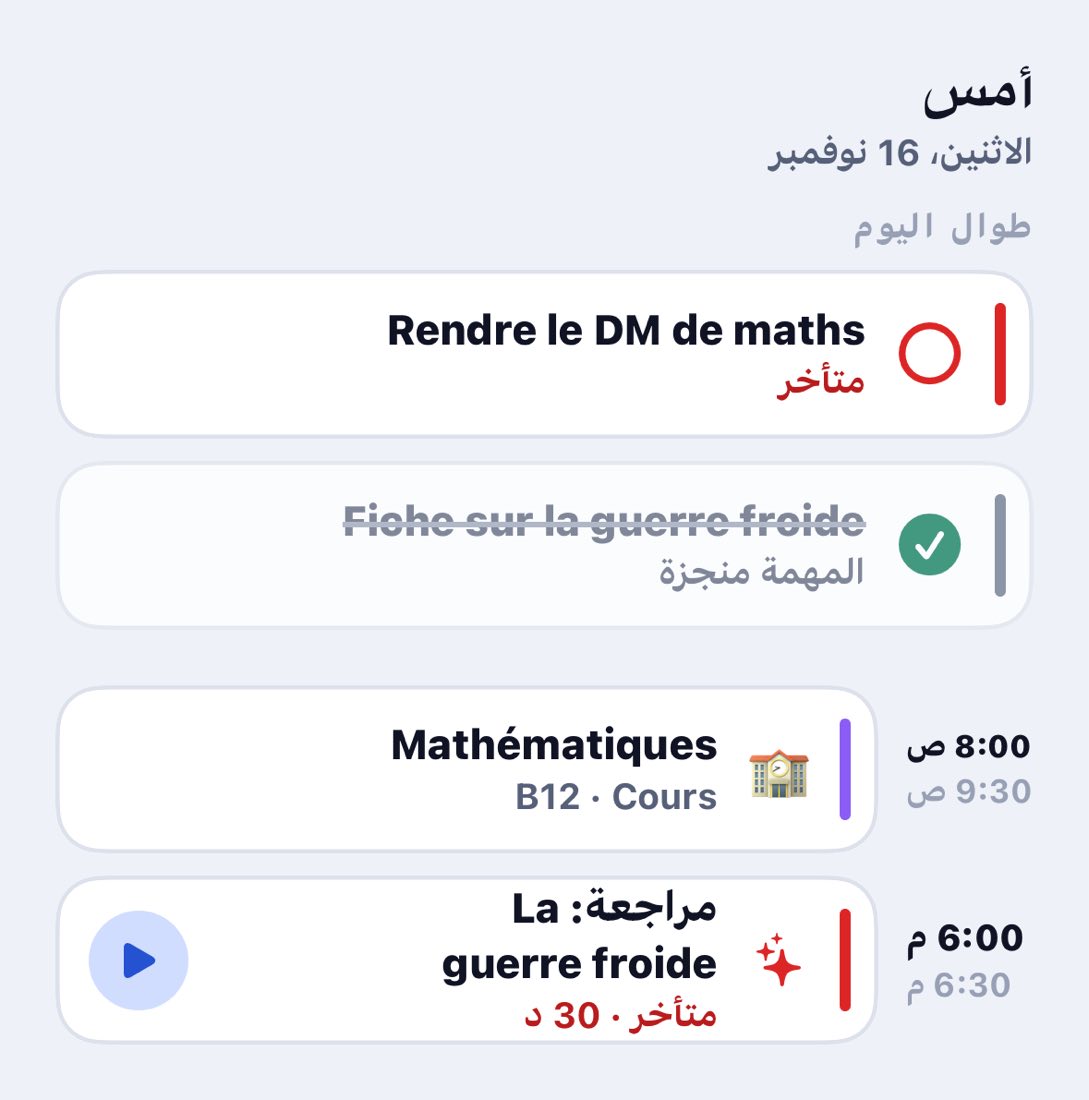 أمس
الاثنين، 16 نوفمبر
طوال اليوم
Rendre le DM de maths
متأخر
Fiche sur la guerre froide
المهمة منجزة
8:00 ص
9:30 ص
Mathématiques
B12 · Cours
6:00 م
6:30 م
مراجعة: La
guerre froide
متأخر · 30 د